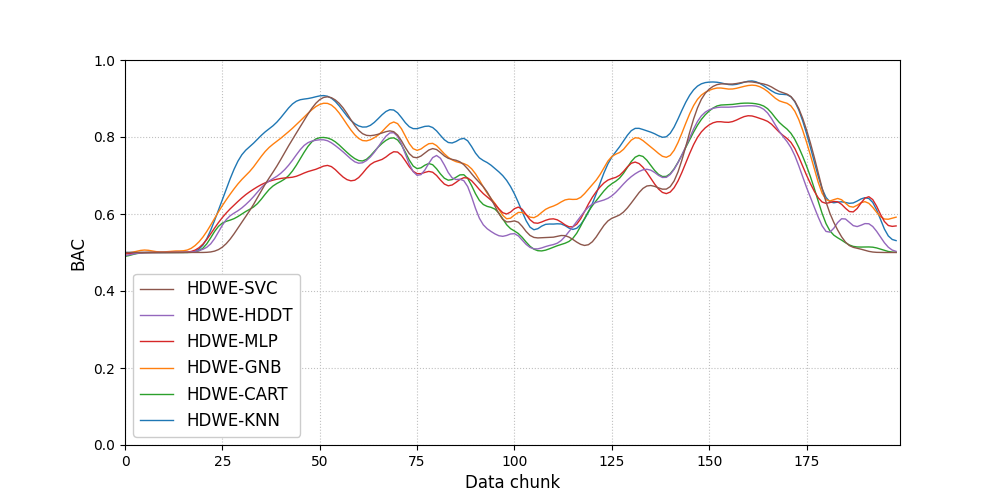 1.0
0.8
0.6
0.4
0.2
0.0
BAC
HDWE-SVC
HDWE-HDDT
HDWE-MLP
HDWE-GNB
HDWE-CART
HDWE-KNN
0 25 50 75 100 125 150 175
Data chunk